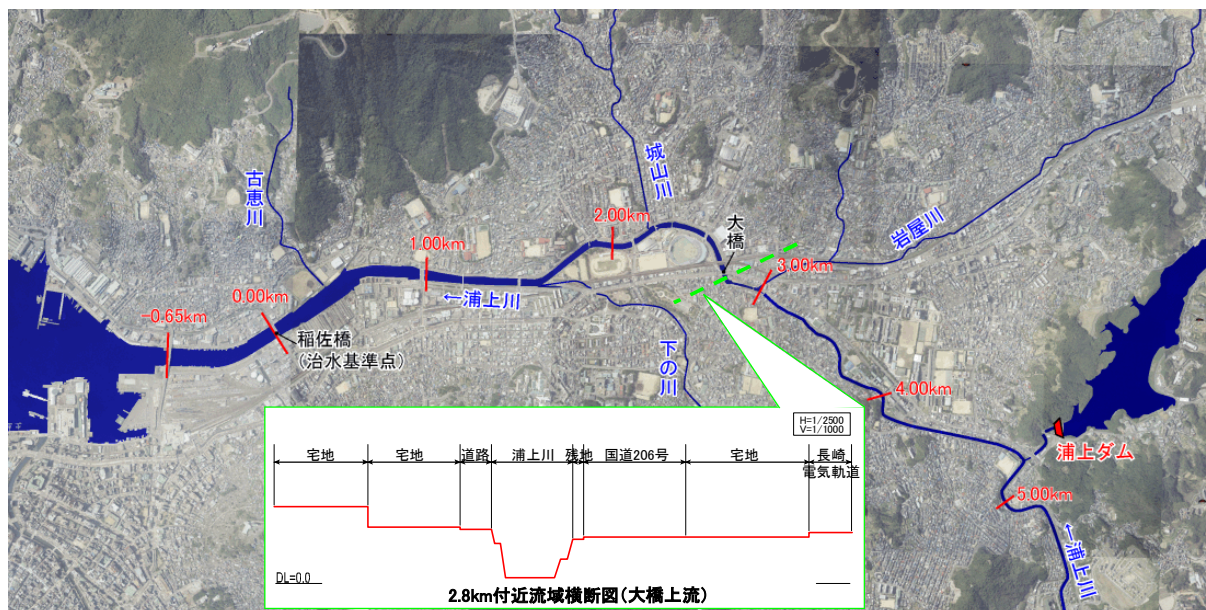 古恵川
城山川
2.00km
大橋
岩屋川
1.00km
3.00km
0.00km
←浦上川
-0.65km
稲佐橋
(治水基準点)
下の川
4.00km
浦上ダム
5.00km
←浦上川
H=1/2500
V=1/1000
宅地 宅地 道路 浦上川 残地 国道206号 宅地 長崎
電気軌道
DL=0.0
2.8km付近流域横断図(大橋上流)